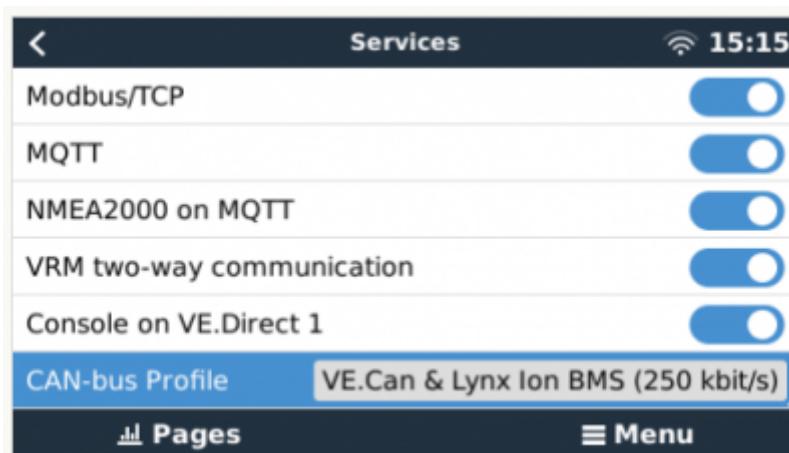 Services 15:15
Modbus/TCP
MQTT
NMEA2000 on MQTT
VRM two-way communication
Console on VE.Direct 1
CAN-bus Profile VE.Can & Lynx Ion BMS (250 kbit/s)
Pages Menu